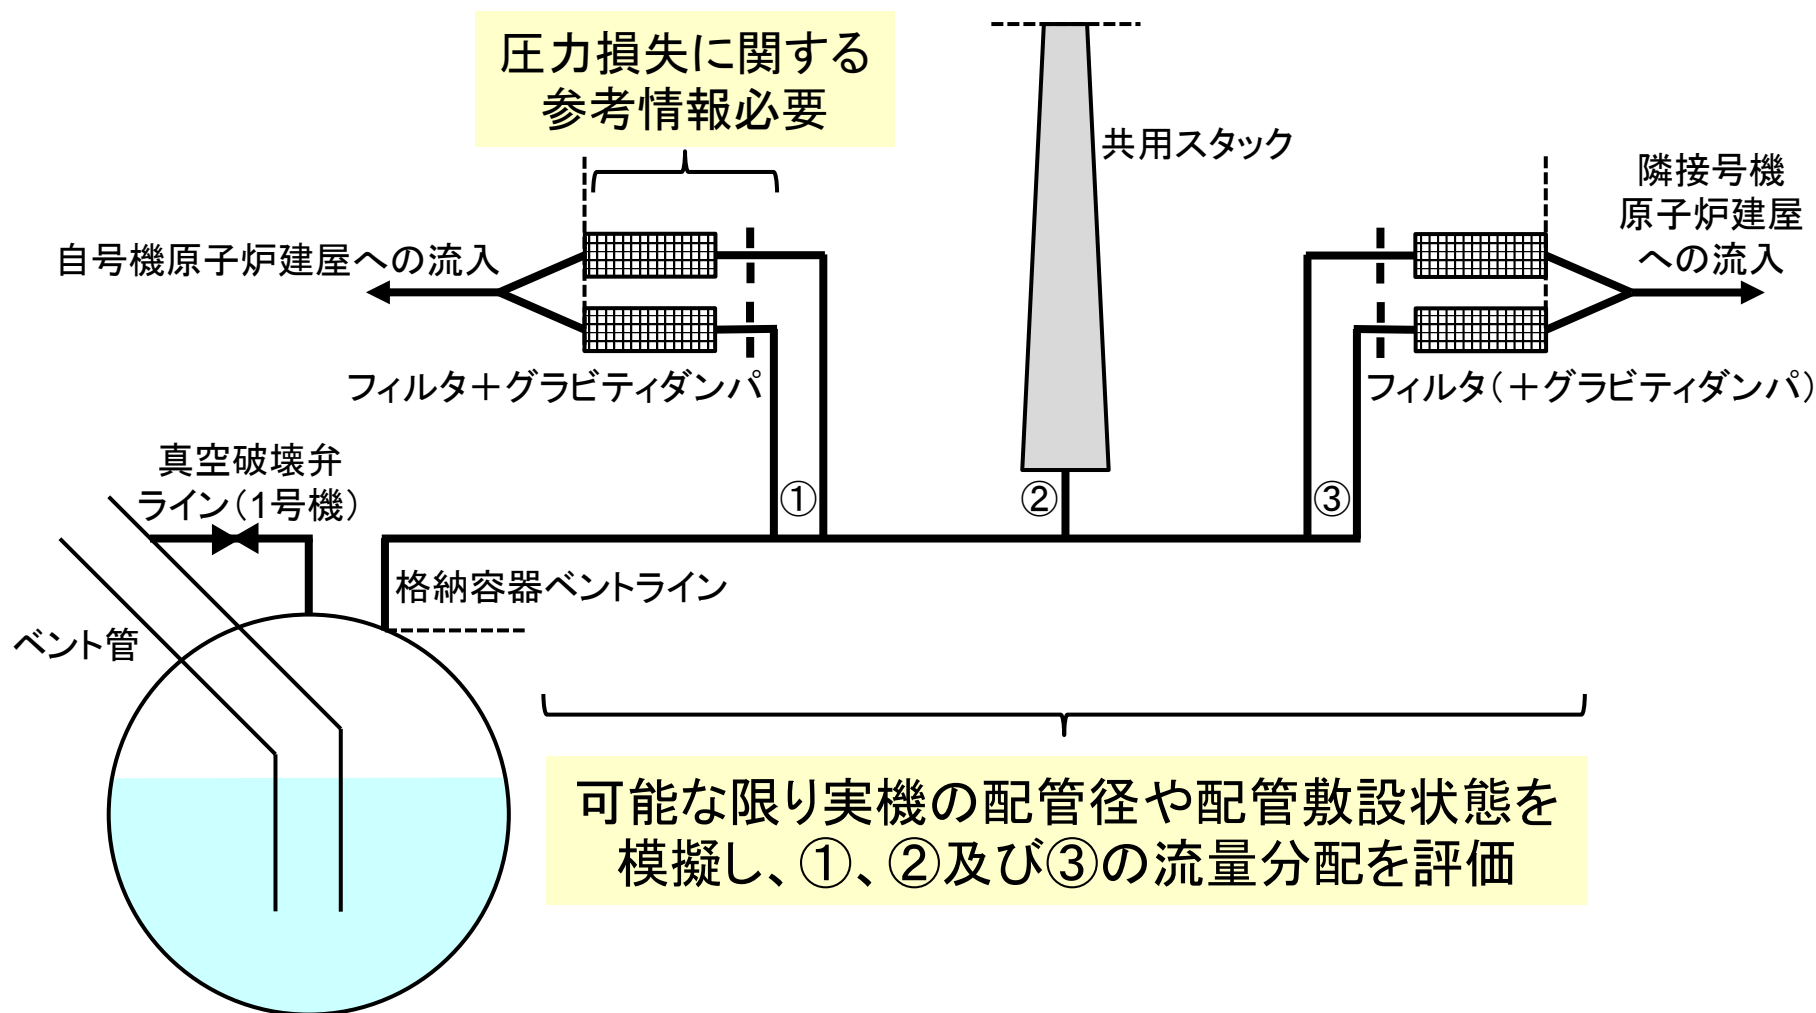 圧力損失に関する
参考情報必要
共用スタック
隣接号機
原子炉建屋
への流入
自号機原子炉建屋への流入
フィルタ＋グラビティダンパ
フィルタ（＋グラビティダンパ）
真空破壊弁
ライン（1号機）
①
②
③
格納容器ベントライン
ベント管
可能な限り実機の配管径や配管敷設状態を
模擬し、①、②及び③の流量分配を評価